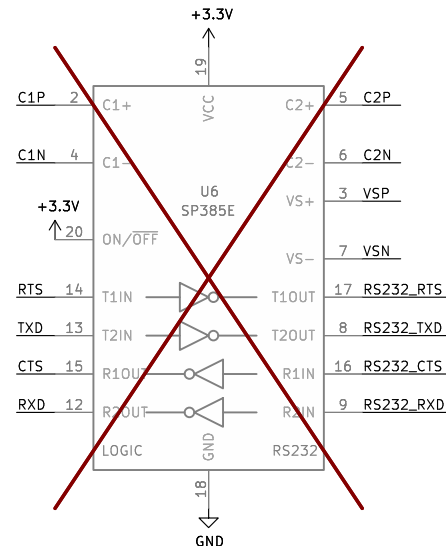 +3.3V
19
VCC
C1P 2 C1+ C2+ 5 C2P
C1N 4 C1- C2- 6 C2N
U6
SP385E
VS+ 3 VSP
+3.3V
20 ON/OFF
VS- 7 VSN
RTS 14 T1IN T1OUT 17 RS232_RTS
TXD 13 T2IN T2OUT 8 RS232_TXD
CTS 15 R1OUT R1IN 16 RS232_CTS
RXD 12 R2OUT R2IN 9 RS232_RXD
LOGIC GND RS232
18
GND